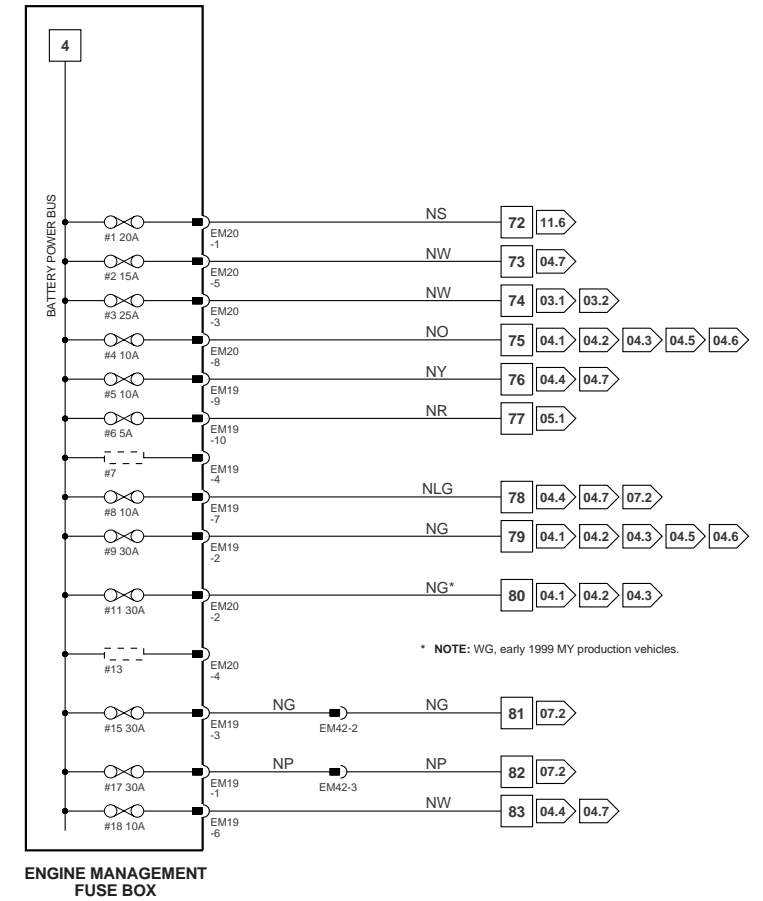 4
BATTERY POWER BUS
#1 20A
EM20
-1
NS
72 11.6
#2 15A
EM20
-5
NW
73 04.7
#3 25A
EM20
-3
NW
74 03.1 03.2
#4 10A
EM20
-8
NO
75 04.1 04.2 04.3 04.5 04.6
#5 10A
EM19
-9
NY
76 04.4 04.7
#6 5A
EM19
-10
NR
77 05.1
#7
EM19
-4
#8 10A
EM19
-7
NLG
78 04.4 04.7 07.2
#9 30A
EM19
-2
NG
79 04.1 04.2 04.3 04.5 04.6
#11 30A
EM20
-2
NG*
80 04.1 04.2 04.3
* NOTE: WG, early 1999 MY production vehicles.
#13
EM20
-4
#15 30A
EM19
-3
NG
EM42-2
NG
81 07.2
#17 30A
EM19
-1
NP
EM42-3
NP
82 07.2
#18 10A
EM19
-6
NW
83 04.4 04.7
ENGINE MANAGEMENT
FUSE BOX